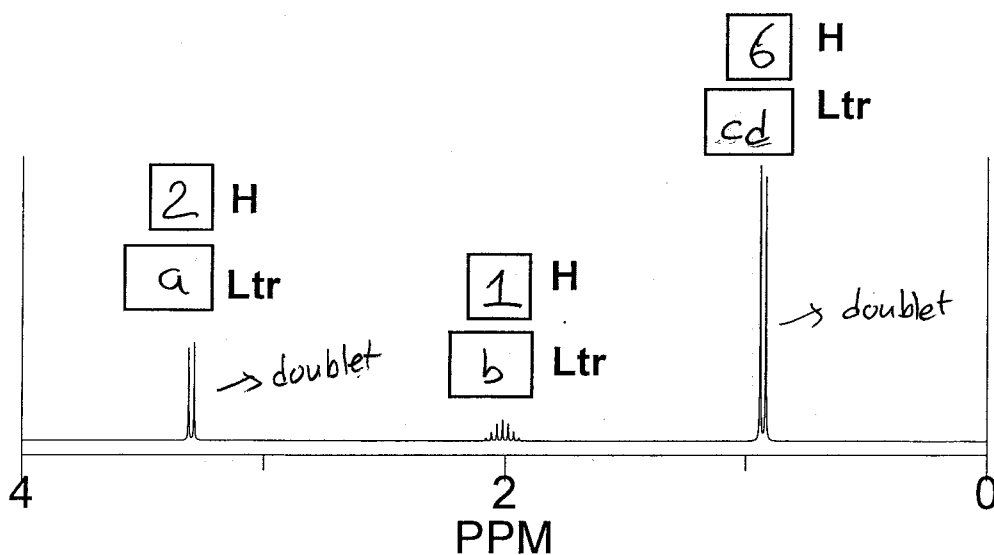 6 H
cd Ltr
2 H
a Ltr
1 H
b Ltr
→ doublet
→ doublet
4 2 0
PPM